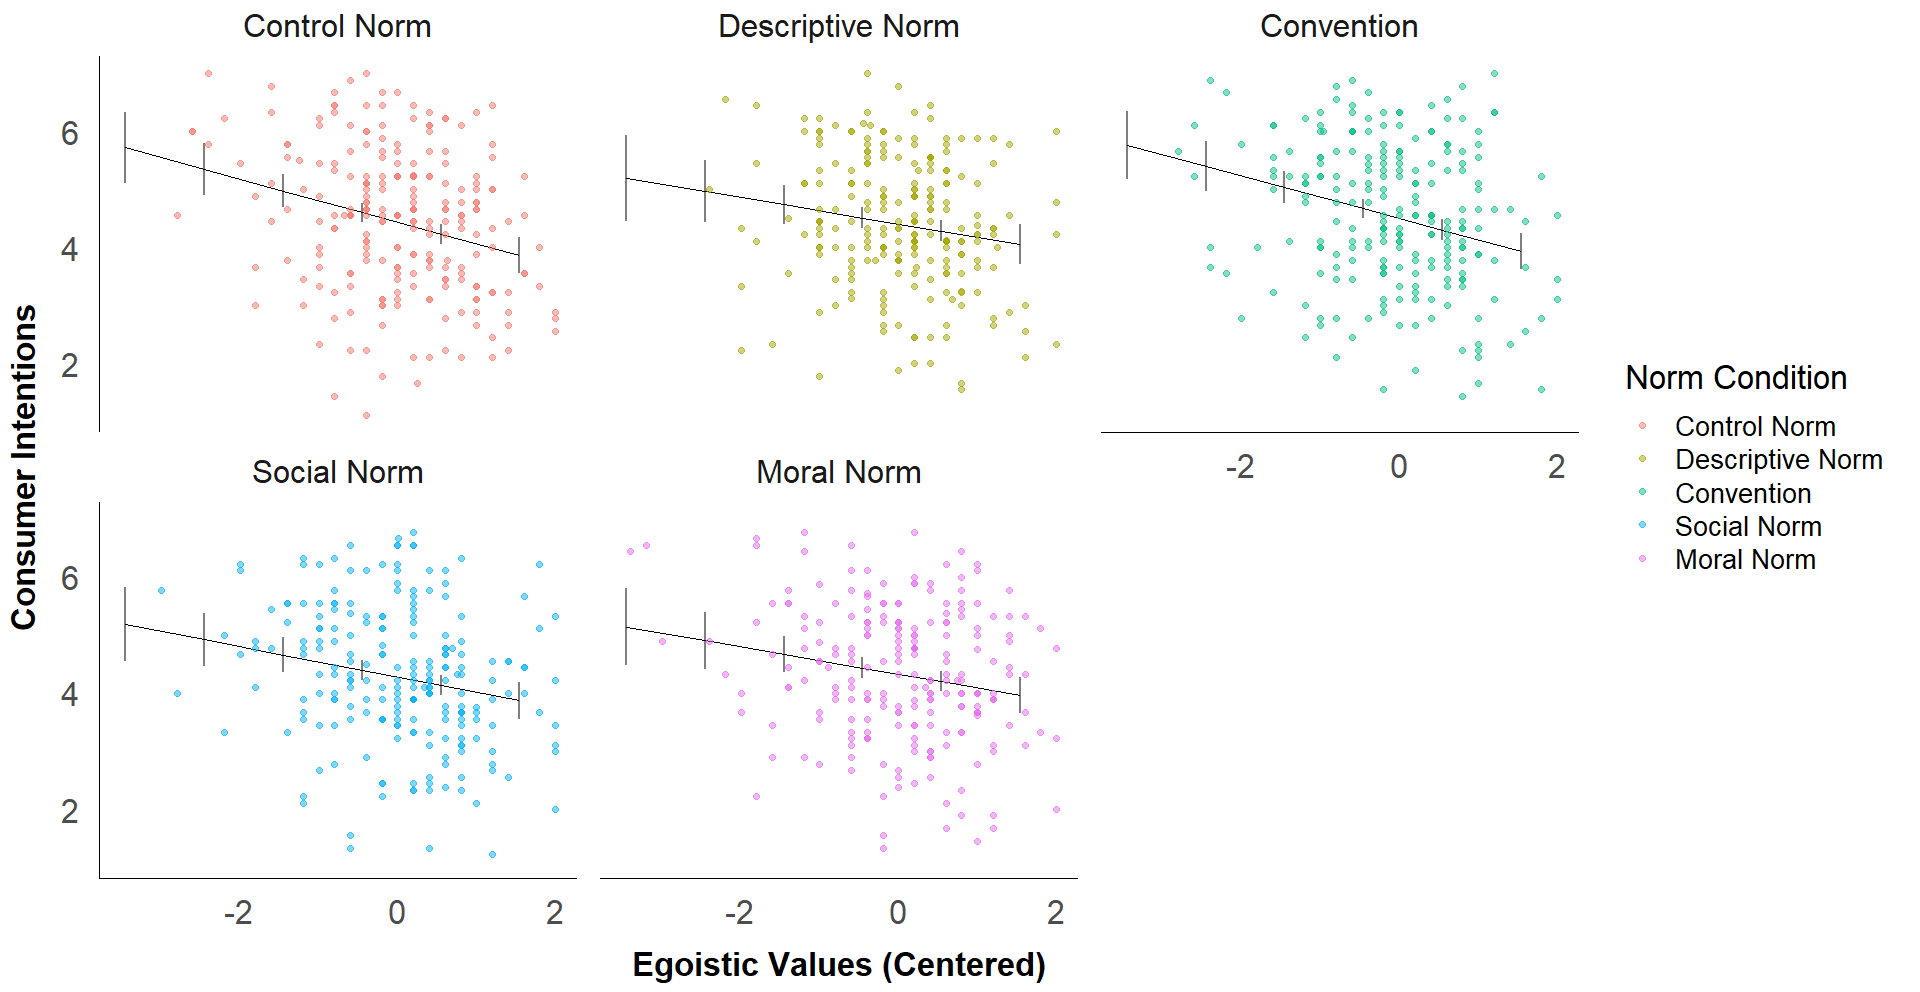 Control Norm
Descriptive Norm
Convention
6
4
2
-2 0 2
Social Norm
Moral Norm
6
4
2
-2 0 2
-2 0 2
Consumer Intentions
Egoistic Values (Centered)
Norm Condition
Control Norm
Descriptive Norm
Convention
Social Norm
Moral Norm